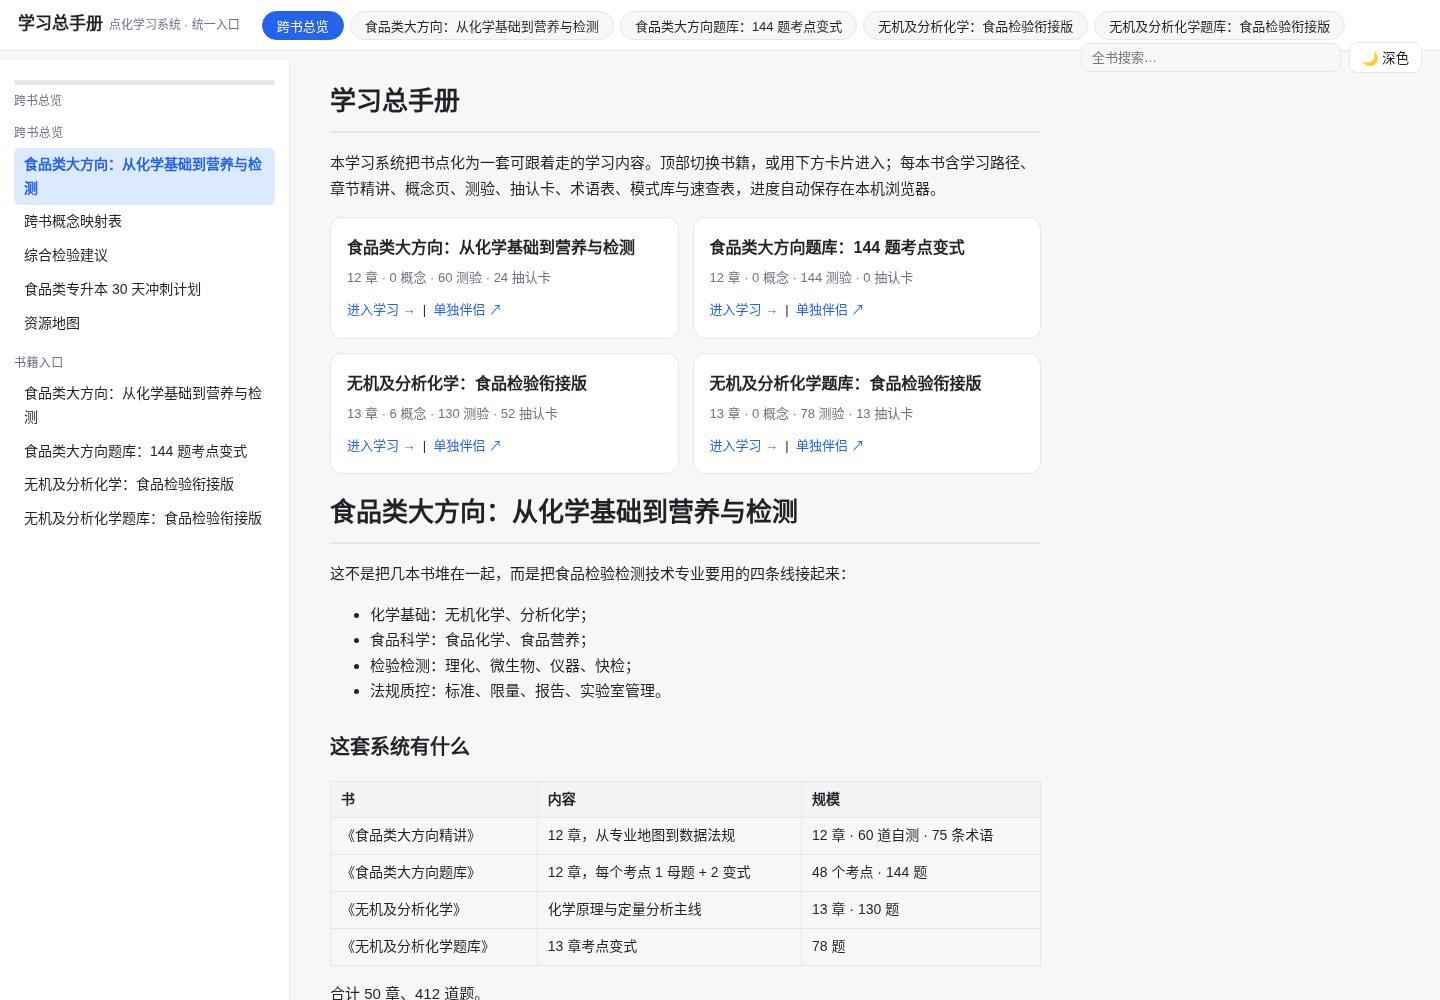 学习总手册 点化学习系统 · 统一入口
跨书总览
食品类大方向：从化学基础到营养与检测
食品类大方向题库：144 题考点变式
无机及分析化学：食品检验衔接版
无机及分析化学题库：食品检验衔接版
全书搜索…
🌙 深色
跨书总览
跨书总览
食品类大方向：从化学基础到营养与检
测
跨书概念映射表
综合检验建议
食品类专升本 30 天冲刺计划
资源地图
书籍入口
食品类大方向：从化学基础到营养与检
测
食品类大方向题库：144 题考点变式
无机及分析化学：食品检验衔接版
无机及分析化学题库：食品检验衔接版
学习总手册
本学习系统把书点化为一套可跟着走的学习内容。顶部切换书籍，或用下方卡片进入；每本书含学习路径、
章节精讲、概念页、测验、抽认卡、术语表、模式库与速查表，进度自动保存在本机浏览器。
食品类大方向：从化学基础到营养与检测
12 章 · 0 概念 · 60 测验 · 24 抽认卡
进入学习 → | 单独伴侣 ↗
食品类大方向题库：144 题考点变式
12 章 · 0 概念 · 144 测验 · 0 抽认卡
进入学习 → | 单独伴侣 ↗
无机及分析化学：食品检验衔接版
13 章 · 6 概念 · 130 测验 · 52 抽认卡
进入学习 → | 单独伴侣 ↗
无机及分析化学题库：食品检验衔接版
13 章 · 0 概念 · 78 测验 · 13 抽认卡
进入学习 → | 单独伴侣 ↗
食品类大方向：从化学基础到营养与检测
这不是把几本书堆在一起，而是把食品检验检测技术专业要用的四条线接起来：
• 化学基础：无机化学、分析化学；
• 食品科学：食品化学、食品营养；
• 检验检测：理化、微生物、仪器、快检；
• 法规质控：标准、限量、报告、实验室管理。
这套系统有什么
书 内容 规模
《食品类大方向精讲》 12 章，从专业地图到数据法规 12 章 · 60 道自测 · 75 条术语
《食品类大方向题库》 12 章，每个考点 1 母题 + 2 变式 48 个考点 · 144 题
《无机及分析化学》 化学原理与定量分析主线 13 章 · 130 题
《无机及分析化学题库》 13 章考点变式 78 题
合计 50 章、412 道题。